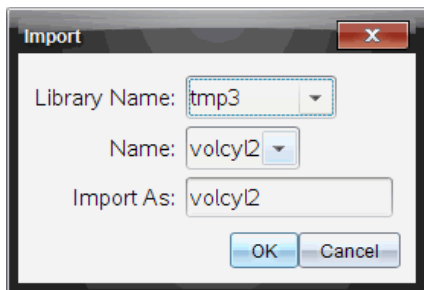 Import
Library Name: tmp3
Name: volcyl2
Import As: volcyl2
OK Cancel